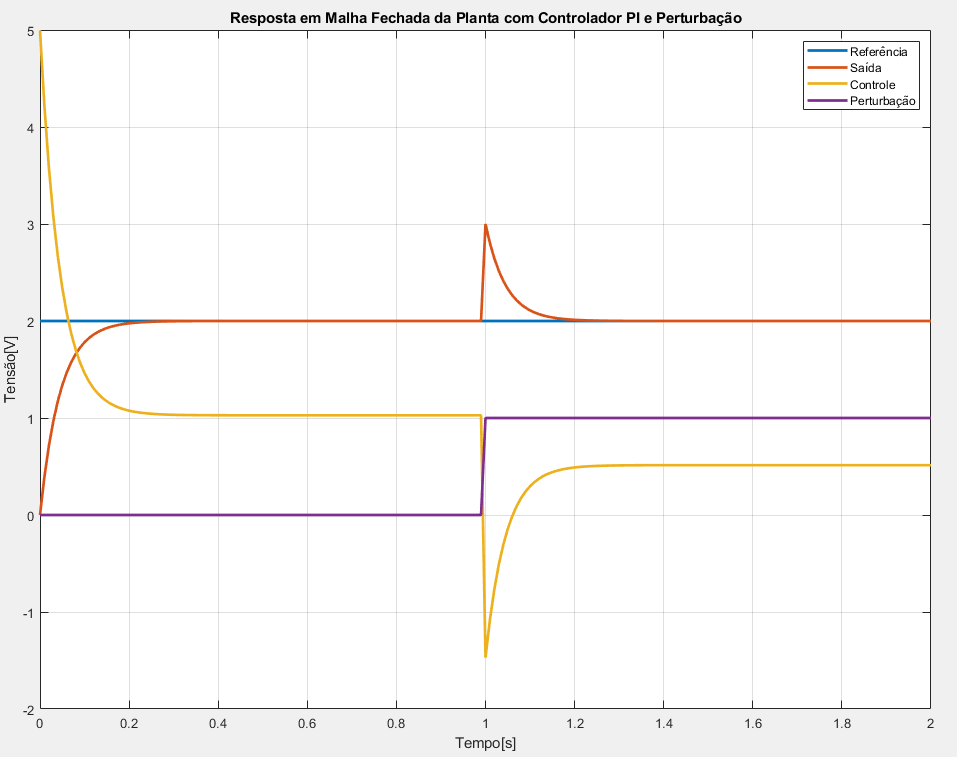 Resposta em Malha Fechada da Planta com Controlador PI e Perturbação
Referência
Saída
Controle
Perturbação
5
4
3
2
1
0
-1
-2
Tensão[V]
0
0.2
0.4
0.6
0.8
1
1.2
1.4
1.6
1.8
2
Tempo[s]